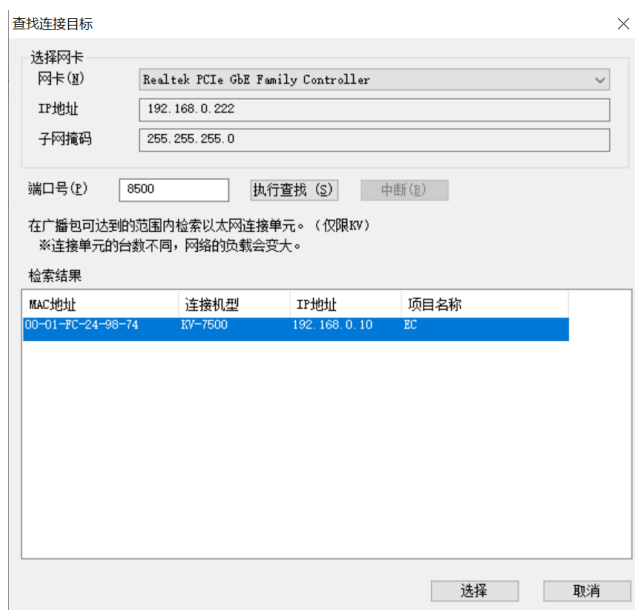 查找连接目标
选择网卡
网卡(N) Realtek PCIe GbE Family Controller
IP地址 192.168.0.222
子网掩码 255.255.255.0
端口号(P) 8500 执行查找 (S) 中断(B)
在广播包可达到的范围内检索以太网连接单元。（仅限KV）
※连接单元的台数不同，网络的负载会变大。
检索结果
MAC地址 连接机型 IP地址 项目名称
00-01-FC-24-98-74 KV-7500 192.168.0.10 EC
选择 取消